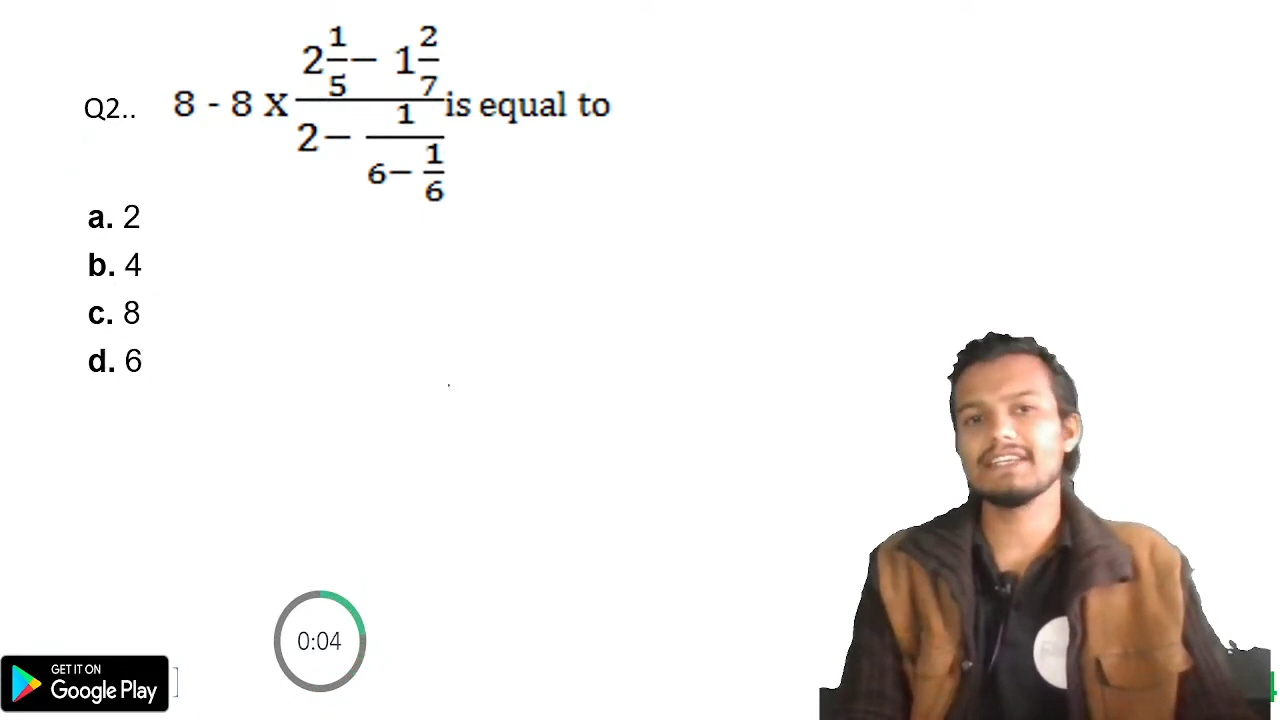 Q2.. 8 - 8 X (2 1/5 − 1 2/7) / (2 − 1/(6 − 1/6)) is equal to
a. 2
b. 4
c. 8
d. 6
0:04
GET IT ON
Google Play